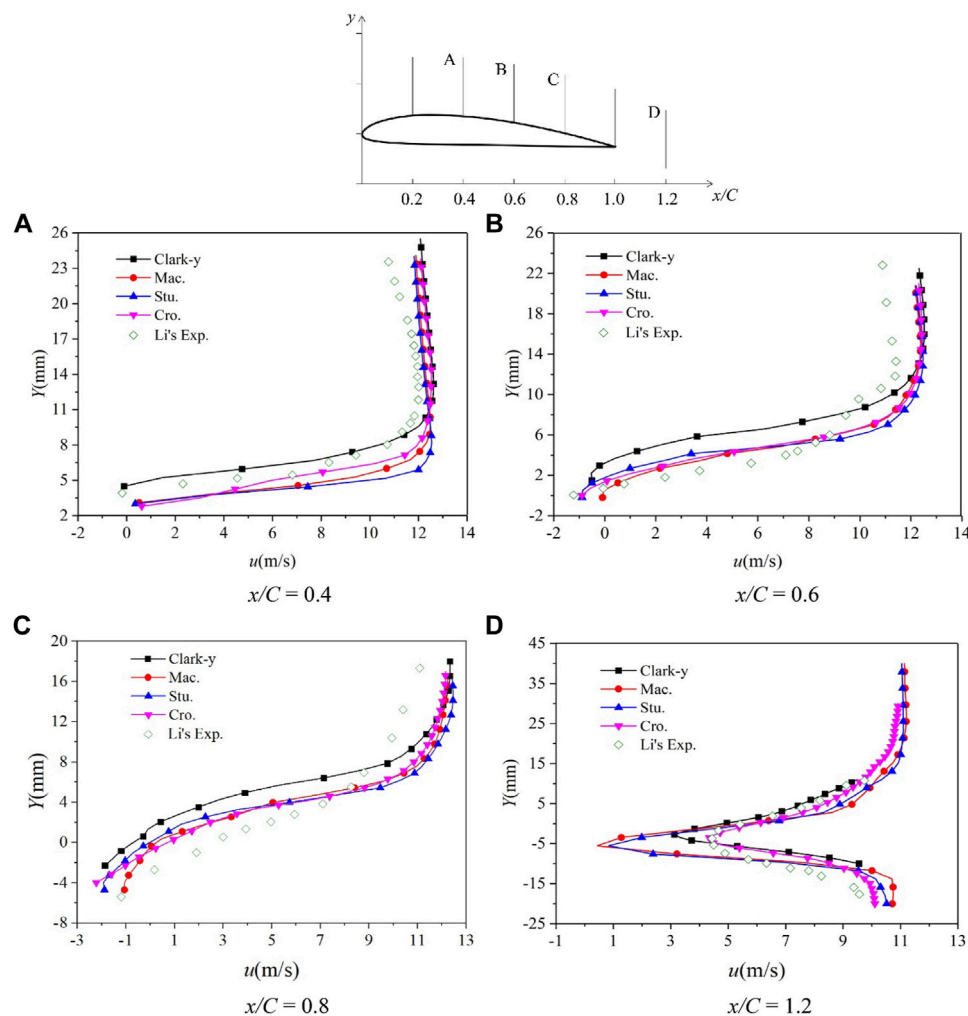 y
A
B
C
D
0.2 0.4 0.6 0.8 1.0 1.2 x/C
A
Y(mm)
26
23
20
17
14
11
8
5
2
Clark-y
Mac.
Stu.
Cro.
Li's Exp.
-2 0 2 4 6 8 10 12 14
u(m/s)
x/C = 0.4
B
Y(mm)
26
22
18
14
10
6
2
-2
Clark-y
Mac.
Stu.
Cro.
Li's Exp.
-2 0 2 4 6 8 10 12 14
u(m/s)
x/C = 0.6
C
Y(mm)
20
16
12
8
4
0
-4
-8
Clark-y
Mac.
Stu.
Cro.
Li's Exp.
-3 -1 1 3 5 7 9 11 13
u(m/s)
x/C = 0.8
D
Y(mm)
45
35
25
15
5
-5
-15
-25
Clark-y
Mac.
Stu.
Cro.
Li's Exp.
1 3 5 7 9 11 13
u(m/s)
x/C = 1.2